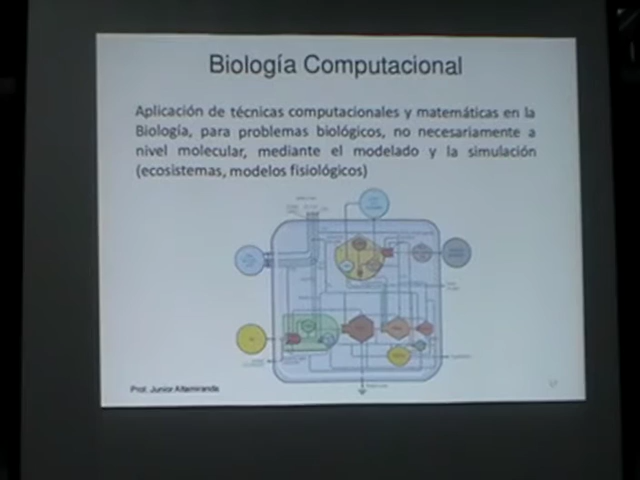 Biología Computacional
Aplicación de técnicas computacionales y matemáticas en la
Biología, para problemas biológicos, no necesariamente a
nivel molecular, mediante el modelado y la simulación
(ecosistemas, modelos fisiológicos)
Prof. Junior Altamiranda
17